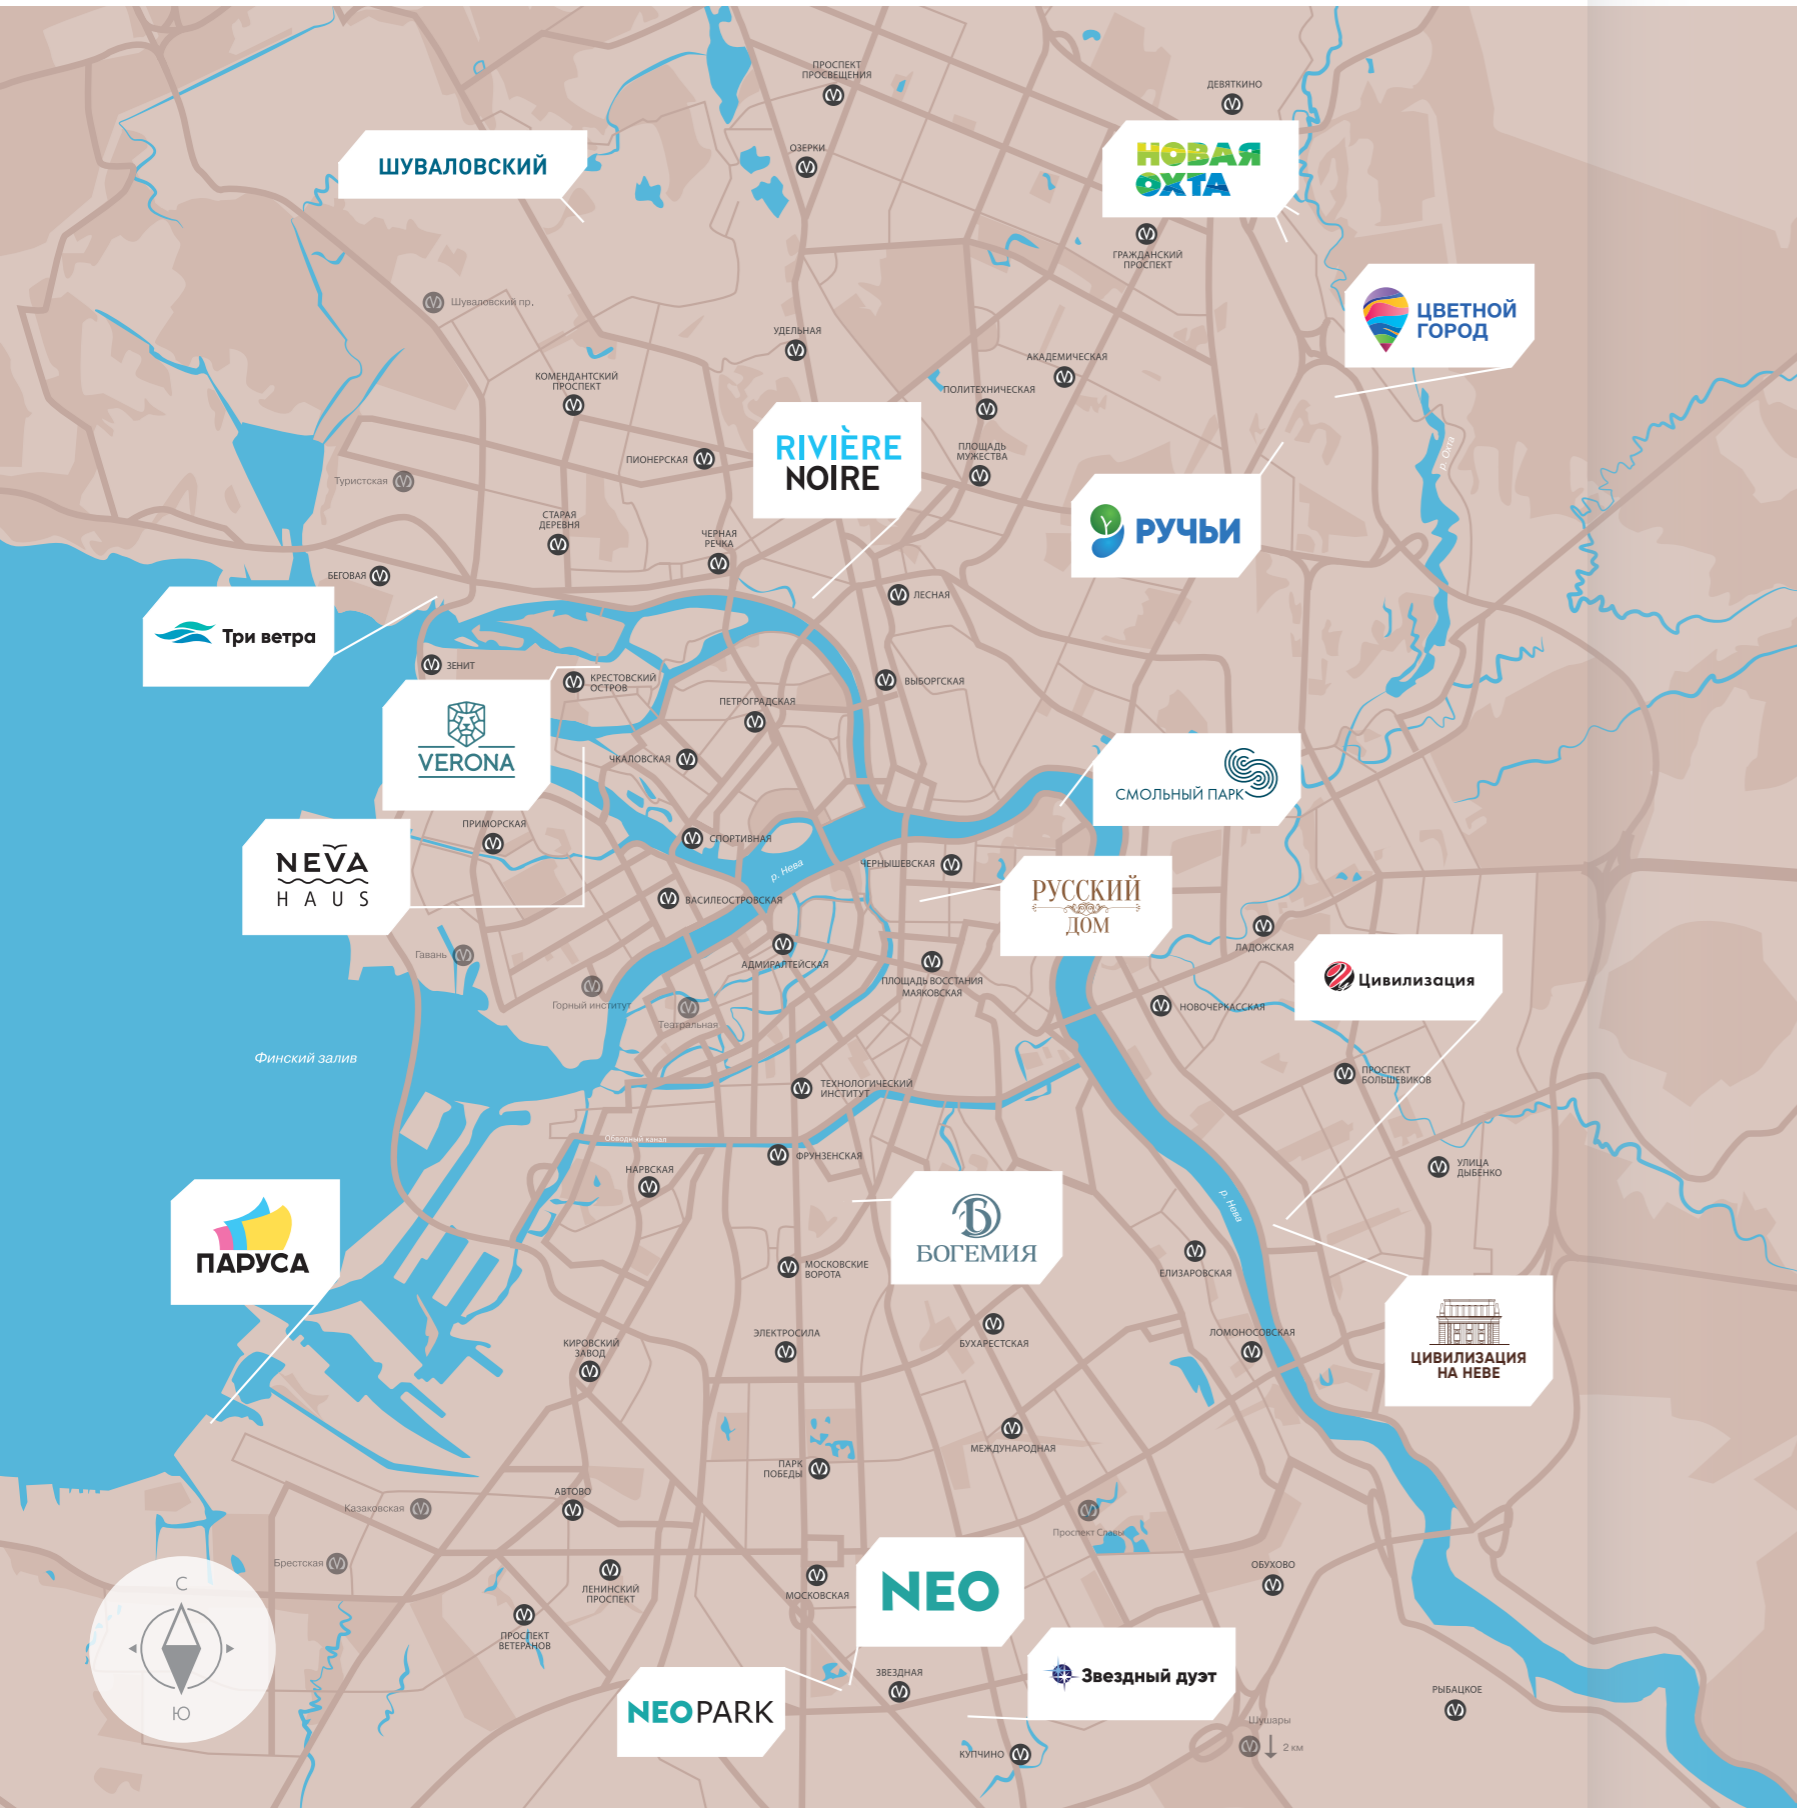 ПРОСПЕКТ
ПРОСВЕЩЕНИЯ
ДЕВЯТКИНО
ОЗЕРКИ
ШУВАЛОВСКИЙ
НОВАЯ
ОХТА
ГРАЖДАНСКИЙ
ПРОСПЕКТ
Шуваловский пр.
ЦВЕТНОЙ
ГОРОД
УДЕЛЬНАЯ
АКАДЕМИЧЕСКАЯ
КОМЕНДАНТСКИЙ
ПРОСПЕКТ
ПОЛИТЕХНИЧЕСКАЯ
RIVIÈRE
NOIRE
ПЛОЩАДЬ
МУЖЕСТВА
р. Охта
ПИОНЕРСКАЯ
Туристская
РУЧЬИ
СТАРАЯ
ДЕРЕВНЯ
ЧЕРНАЯ
РЕЧКА
БЕГОВАЯ
ЛЕСНАЯ
Три ветра
ЗЕНИТ
КРЕСТОВСКИЙ
ОСТРОВ
ВЫБОРГСКАЯ
ПЕТРОГРАДСКАЯ
VERONA
ЧКАЛОВСКАЯ
СМОЛЬНЫЙ ПАРК
ПРИМОРСКАЯ
СПОРТИВНАЯ
NEVA
HAUS
р. Нева
ЧЕРНЫШЕВСКАЯ
РУССКИЙ
ДОМ
ВАСИЛЕОСТРОВСКАЯ
ЛАДОЖСКАЯ
Гавань
АДМИРАЛТЕЙСКАЯ
ПЛОЩАДЬ ВОССТАНИЯ
МАЯКОВСКАЯ
Цивилизация
Горный институт
НОВОЧЕРКАССКАЯ
Театральная
Финский залив
ПРОСПЕКТ
БОЛЬШЕВИКОВ
ТЕХНОЛОГИЧЕСКИЙ
ИНСТИТУТ
Обводный канал
ФРУНЗЕНСКАЯ
НАРВСКАЯ
УЛИЦА
ДЫБЕНКО
р. Нева
ПАРУСА
БОГЕМИЯ
МОСКОВСКИЕ
ВОРОТА
ЕЛИЗАРОВСКАЯ
КИРОВСКИЙ
ЗАВОД
ЭЛЕКТРОСИЛА
БУХАРЕСТСКАЯ
ЛОМОНОСОВСКАЯ
ЦИВИЛИЗАЦИЯ
НА НЕВЕ
МЕЖДУНАРОДНАЯ
ПАРК
ПОБЕДЫ
Казаковская
АВТОВО
Проспект Славы
Брестская
ЛЕНИНСКИЙ
ПРОСПЕКТ
МОСКОВСКАЯ
NEO
ОБУХОВО
С
Ю
ПРОСПЕКТ
ВЕТЕРАНОВ
ЗВЕЗДНАЯ
Звездный дуэт
NEOPARK
РЫБАЦКОЕ
КУПЧИНО
Шушары
2 км